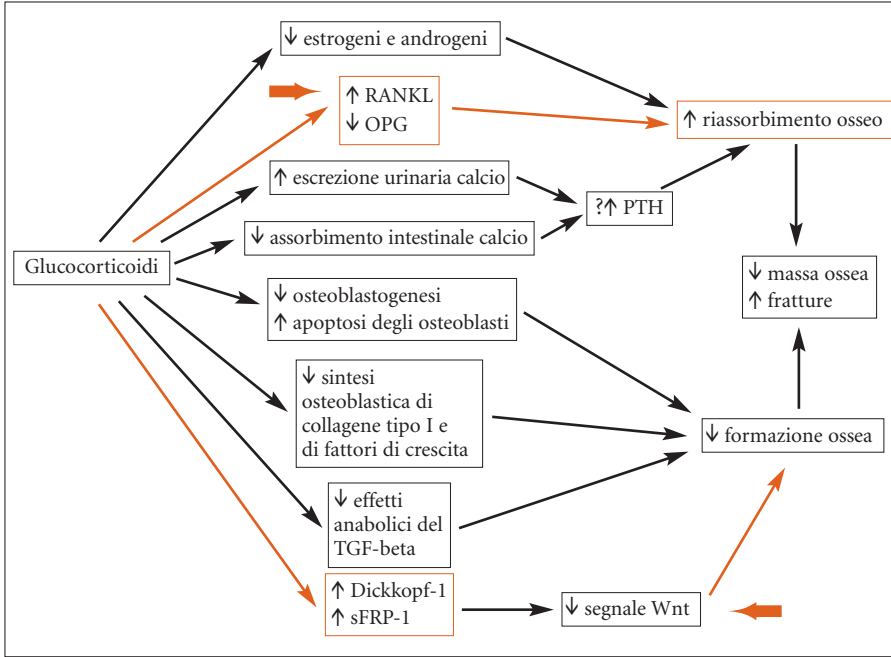 ↓ estrogeni e androgeni
↑ RANKL
↓ OPG
↑ riassorbimento osseo
↑ escrezione urinaria calcio
?↑ PTH
↓ assorbimento intestinale calcio
Glucocorticoidi
↓ massa ossea
↑ fratture
↓ osteoblastogenesi
↑ apoptosi degli osteoblasti
↓ sintesi
osteoblastica di
collagene tipo I e
di fattori di crescita
↓ formazione ossea
↓ effetti
anabolici del
TGF-beta
↑ Dickkopf-1
↑ sFRP-1
↓ segnale Wnt